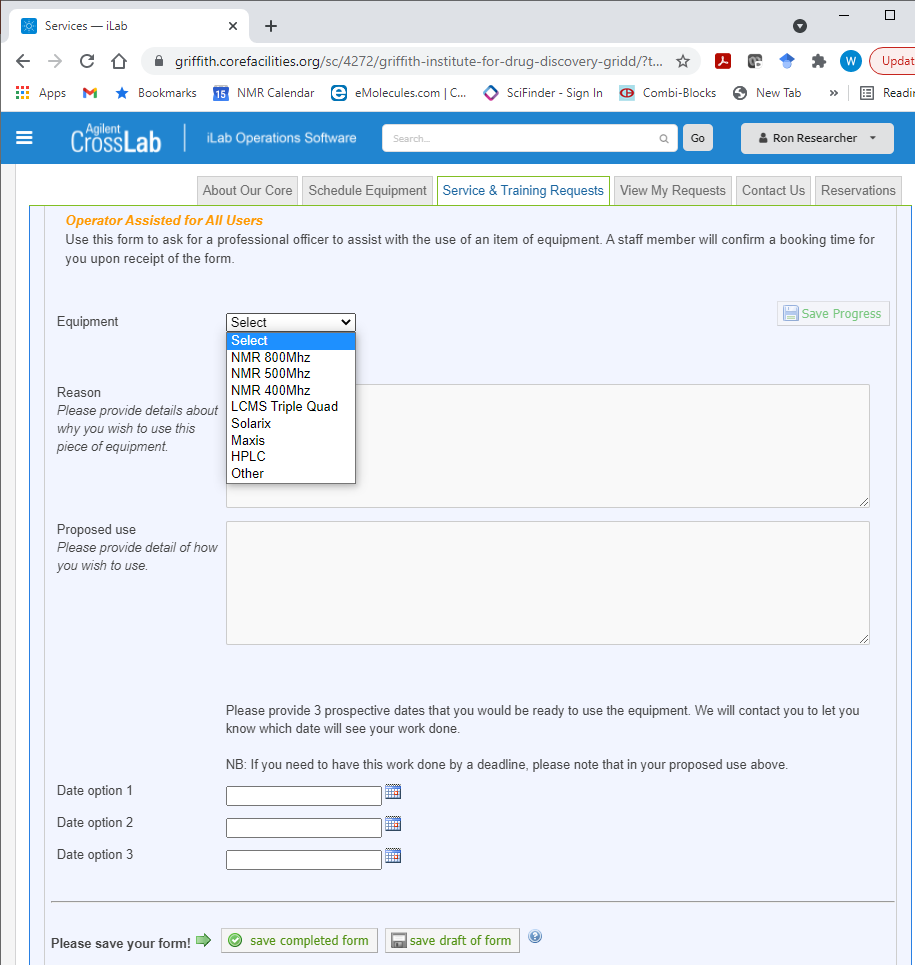 Services — iLab
griffith.corefacilities.org/sc/4272/griffith-institute-for-drug-discovery-gridd/?t...
W
Updat
Apps
Bookmarks
15
NMR Calendar
eMolecules.com | C...
SciFinder - Sign In
Combi-Blocks
New Tab
»
Readin
Agilent
CrossLab
iLab Operations Software
Search...
Go
Ron Researcher
About Our Core
Schedule Equipment
Service & Training Requests
View My Requests
Contact Us
Reservations
Operator Assisted for All Users
Use this form to ask for a professional officer to assist with the use of an item of equipment. A staff member will confirm a booking time for
you upon receipt of the form.
Save Progress
Equipment
Select
Select
NMR 800Mhz
NMR 500Mhz
NMR 400Mhz
LCMS Triple Quad
Solarix
Maxis
HPLC
Other
Reason
Please provide details about
why you wish to use this
piece of equipment.
Proposed use
Please provide detail of how
you wish to use.
Please provide 3 prospective dates that you would be ready to use the equipment. We will contact you to let you
know which date will see your work done.
NB: If you need to have this work done by a deadline, please note that in your proposed use above.
Date option 1
Date option 2
Date option 3
Please save your form!
save completed form
save draft of form
?